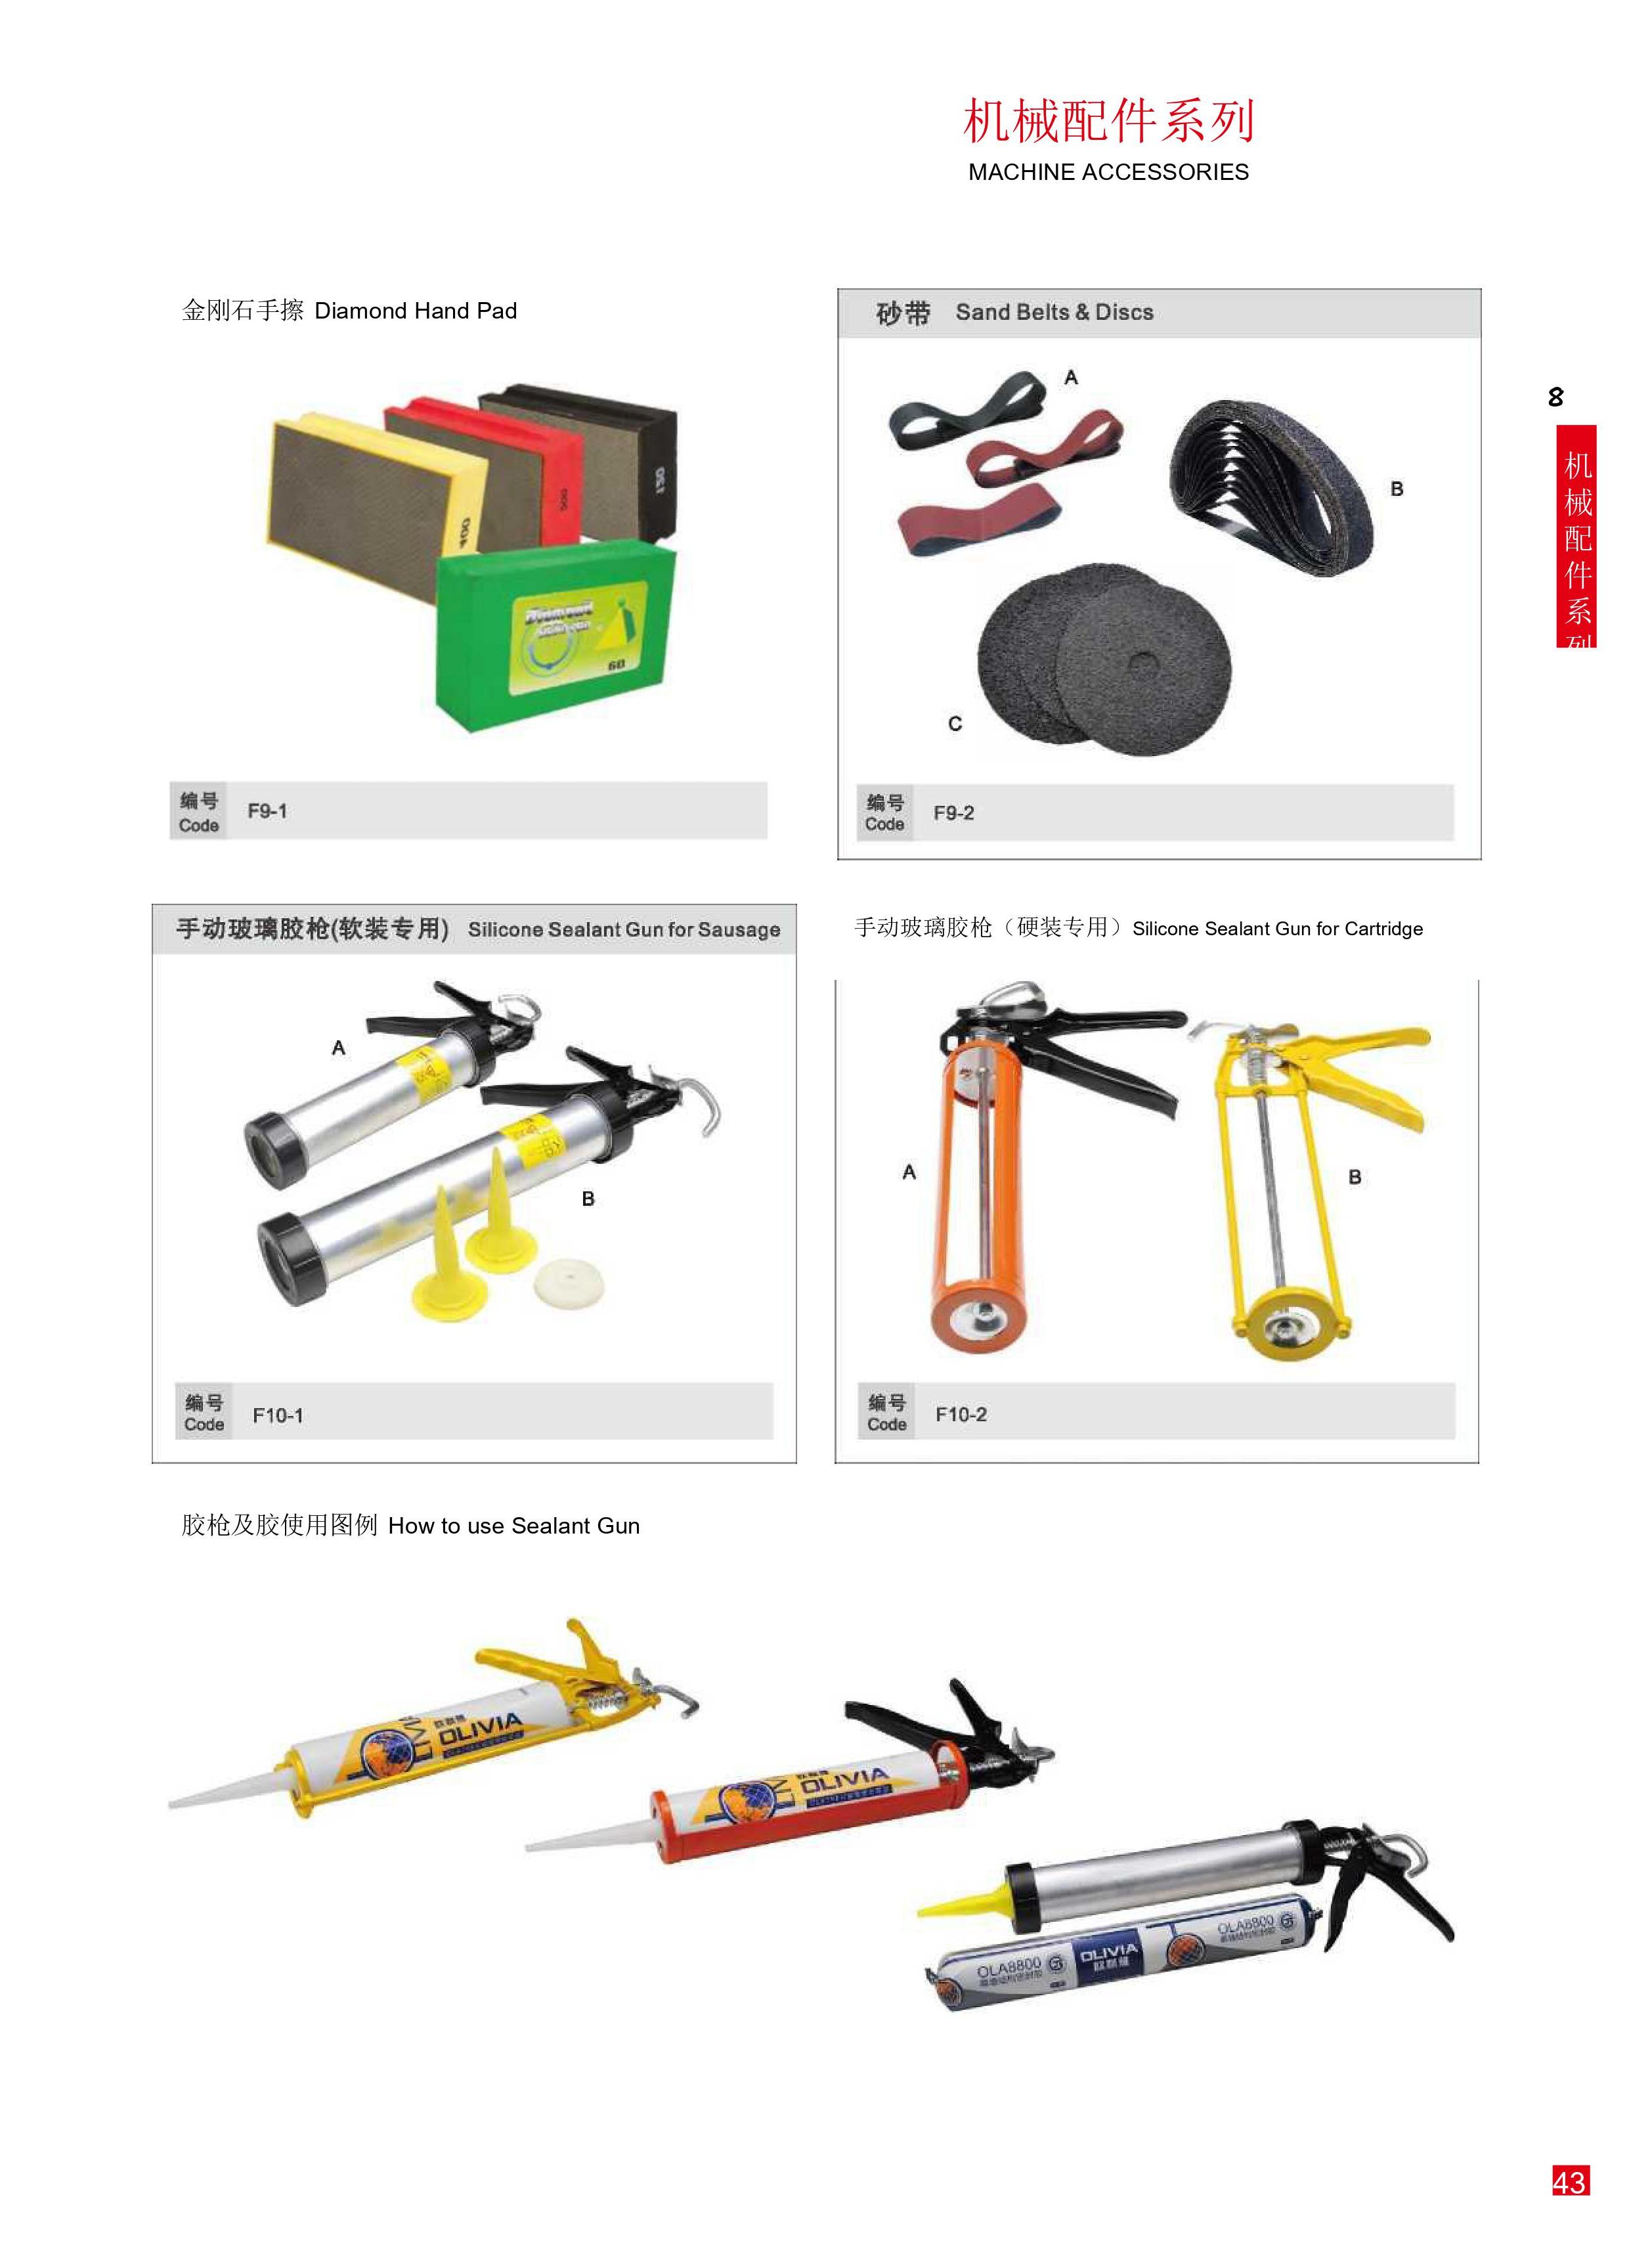 机械配件系列
MACHINE ACCESSORIES
金刚石手擦 Diamond Hand Pad
400
500
150
Diamond
60
编号
Code
F9-1
砂带 Sand Belts & Discs
A
B
C
编号
Code
F9-2
8
机械配件系列
手动玻璃胶枪(软装专用) Silicone Sealant Gun for Sausage
A
B
编号
Code
F10-1
手动玻璃胶枪（硬装专用）Silicone Sealant Gun for Cartridge
A
B
编号
Code
F10-2
胶枪及胶使用图例 How to use Sealant Gun
OLIVIA
OLIVIA
OLA8800
OLIVIA
OLA8800
43